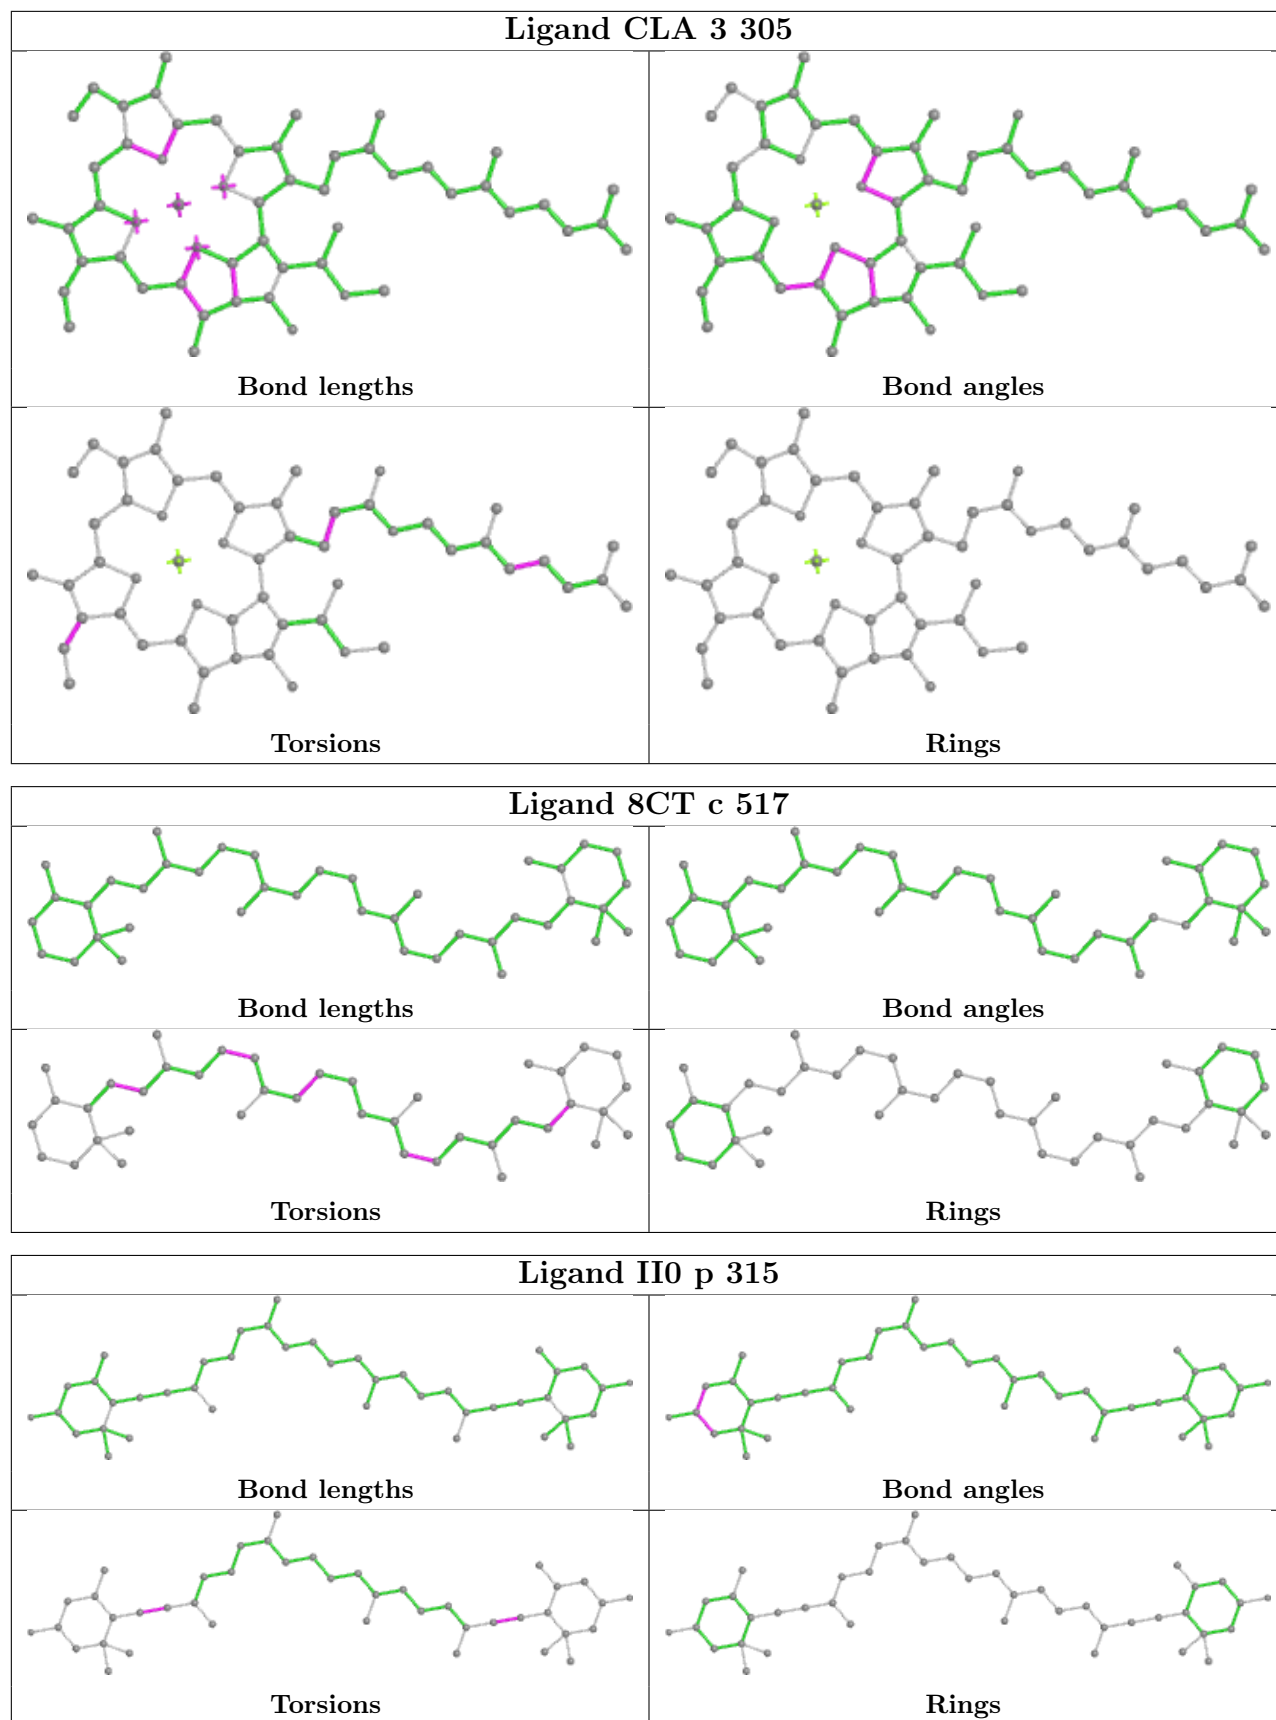 Ligand CLA 3 305
Bond lengths
Bond angles
Torsions
Rings
Ligand 8CT c 517
Bond lengths
Bond angles
Torsions
Rings
Ligand II0 p 315
Bond lengths
Bond angles
Torsions
Rings